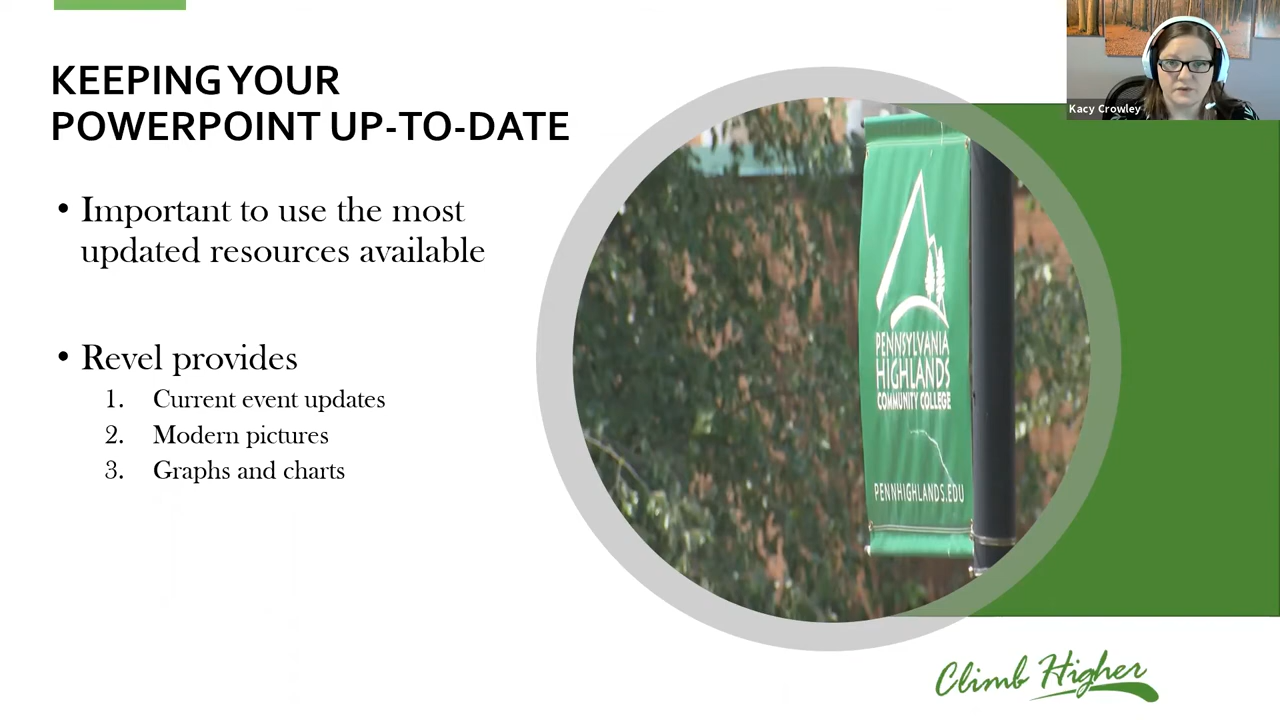 KEEPING YOUR
POWERPOINT UP-TO-DATE
• Important to use the most
updated resources available
• Revel provides
1. Current event updates
2. Modern pictures
3. Graphs and charts
Kacy Crowley
PENNSYLVANIA
HIGHLANDS
COMMUNITY COLLEGE
PENNHIGHLANDS.EDU
Climb Higher